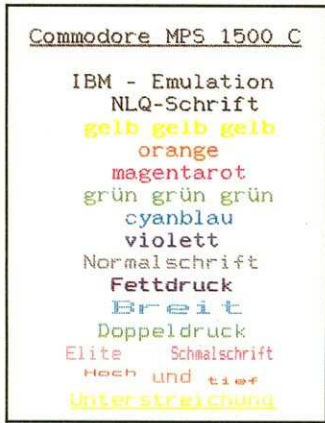 Commodore MPS 1500 C
IBM - Emulation
NLQ-Schrift
gelb gelb gelb
orange
magentarot
grün grün grün
cyanblau
violett
Normalschrift
Fettdruck
Breit
Doppeldruck
Elite Schmalschrift
Hoch und tief
Unterstreichung